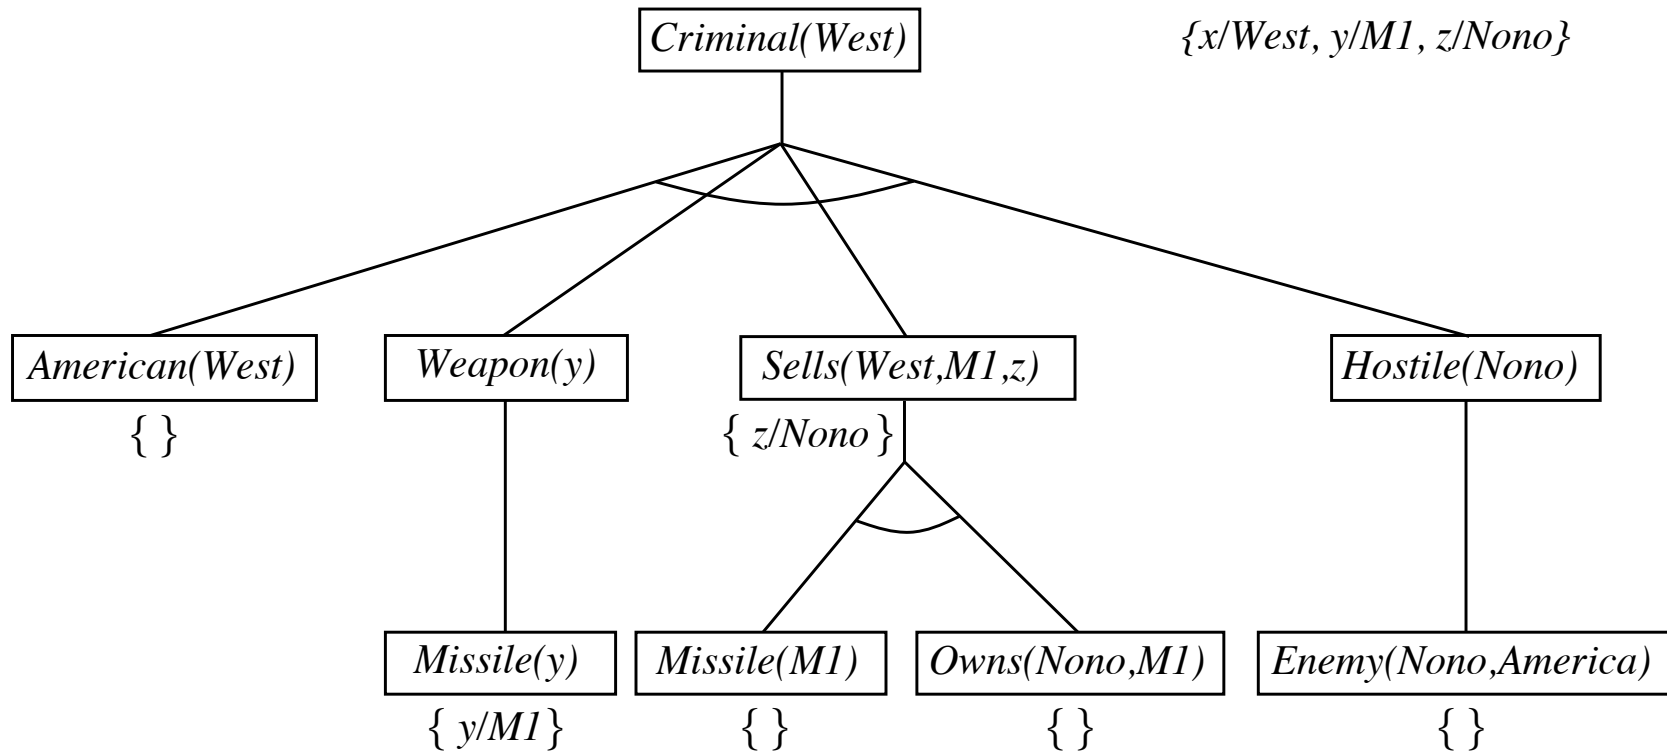 Criminal(West)
{x/West, y/M1, z/Nono}
American(West)
Weapon(y)
Sells(West,M1,z)
Hostile(Nono)
{ }
{ z/Nono }
Missile(y)
Missile(M1)
Owns(Nono,M1)
Enemy(Nono,America)
{ y/M1 }
{ }
{ }
{ }